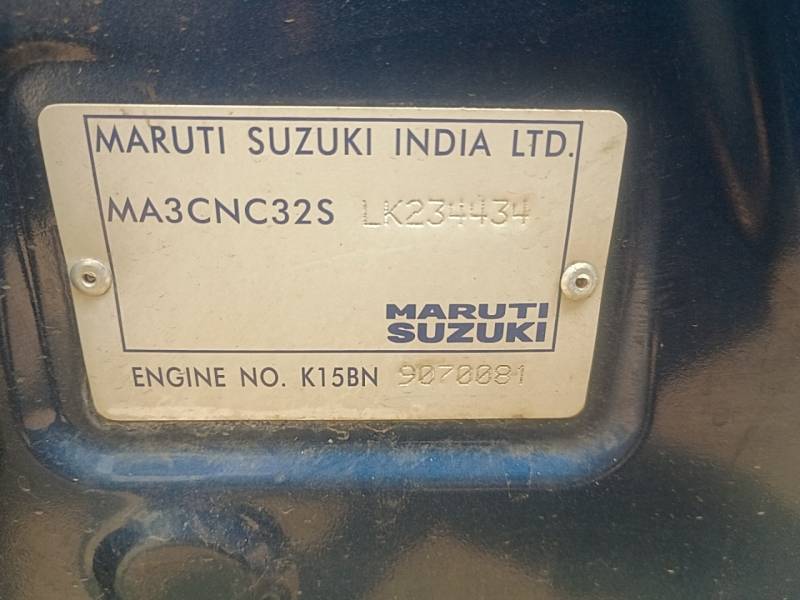 MARUTI SUZUKI INDIA LTD.
MA3CNC32S LK234434
MARUTI
SUZUKI
ENGINE NO. K15BN 9070081